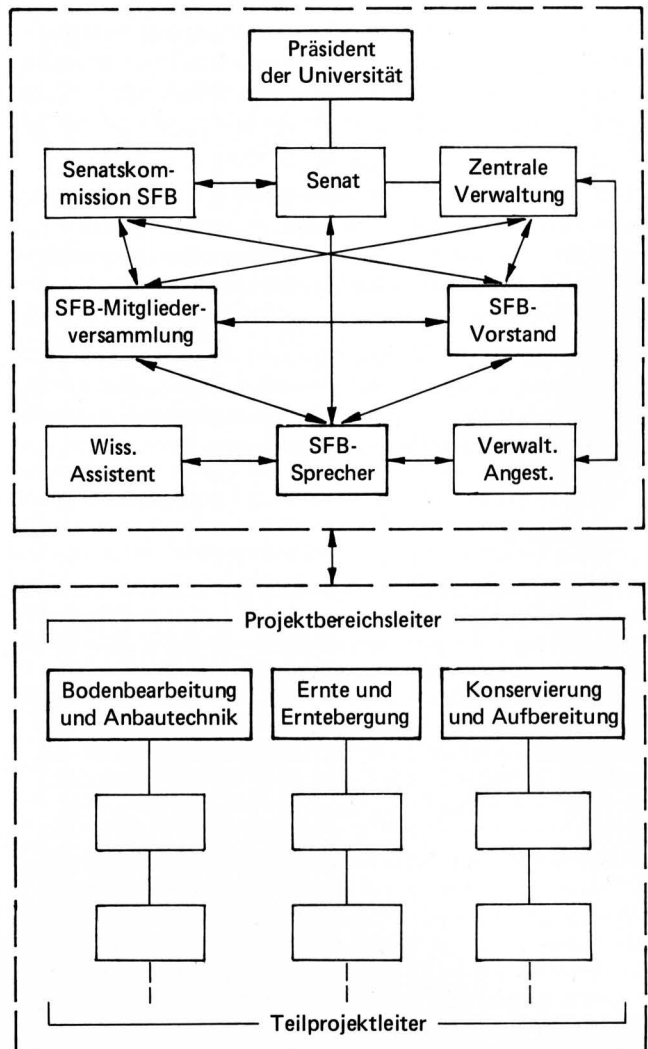 Präsident
der Universität
Senatskom-
mission SFB
Senat
Zentrale
Verwaltung
SFB-Mitglieder-
versammlung
SFB-
Vorstand
Wiss.
Assistent
SFB-
Sprecher
Verwalt.
Angest.
Projektbereichsleiter
Bodenbearbeitung
und Anbautechnik
Ernte und
Erntebergung
Konservierung
und Aufbereitung
Teilprojektleiter